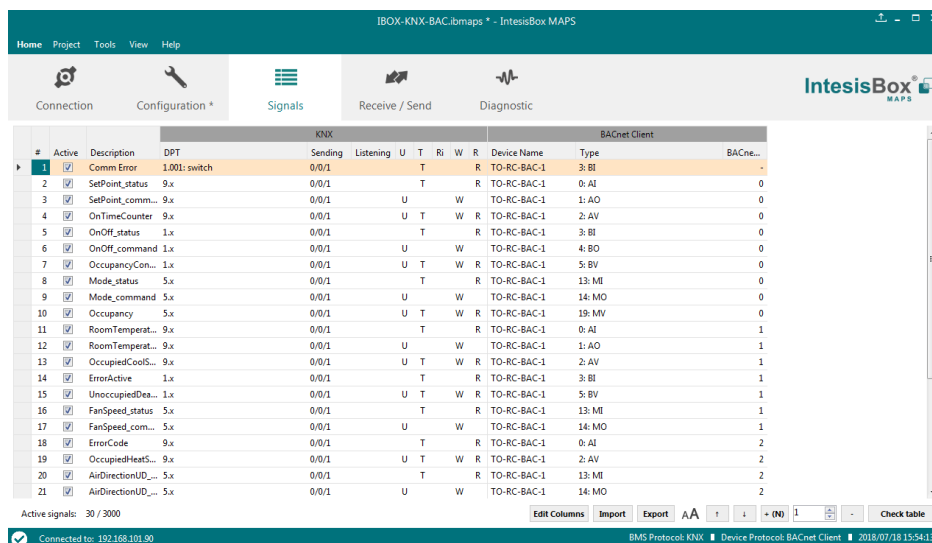 IBOX-KNX-BAC.ibmaps * - IntesisBox MAPS
Home Project Tools View Help
Connection Configuration * Signals Receive / Send Diagnostic
IntesisBox®
MAPS
KNX BACnet Client
# Active Description DPT Sending Listening U T Ri W R Device Name Type BACne...
1 Comm Error 1.001: switch 0/0/1 T R TO-RC-BAC-1 3: BI -
2 SetPoint_status 9.x 0/0/1 T R TO-RC-BAC-1 0: AI 0
3 SetPoint_comm... 9.x 0/0/1 U W TO-RC-BAC-1 1: AO 0
4 OnTimeCounter 9.x 0/0/1 U T W R TO-RC-BAC-1 2: AV 0
5 OnOff_status 1.x 0/0/1 T R TO-RC-BAC-1 3: BI 0
6 OnOff_command 1.x 0/0/1 U W TO-RC-BAC-1 4: BO 0
7 OccupancyCon... 1.x 0/0/1 U T W R TO-RC-BAC-1 5: BV 0
8 Mode_status 5.x 0/0/1 T R TO-RC-BAC-1 13: MI 0
9 Mode_command 5.x 0/0/1 U W TO-RC-BAC-1 14: MO 0
10 Occupancy 5.x 0/0/1 U T W R TO-RC-BAC-1 19: MV 0
11 RoomTemperat... 9.x 0/0/1 T R TO-RC-BAC-1 0: AI 1
12 RoomTemperat... 9.x 0/0/1 U W TO-RC-BAC-1 1: AO 1
13 OccupiedCoolS... 9.x 0/0/1 U T W R TO-RC-BAC-1 2: AV 1
14 ErrorActive 1.x 0/0/1 T R TO-RC-BAC-1 3: BI 1
15 UnoccupiedDea... 1.x 0/0/1 U T W R TO-RC-BAC-1 5: BV 1
16 FanSpeed_status 5.x 0/0/1 T R TO-RC-BAC-1 13: MI 1
17 FanSpeed_com... 5.x 0/0/1 U W TO-RC-BAC-1 14: MO 1
18 ErrorCode 9.x 0/0/1 T R TO-RC-BAC-1 0: AI 2
19 OccupiedHeatS... 9.x 0/0/1 U T W R TO-RC-BAC-1 2: AV 2
20 AirDirectionUD_... 5.x 0/0/1 T R TO-RC-BAC-1 13: MI 2
21 AirDirectionUD_... 5.x 0/0/1 U W TO-RC-BAC-1 14: MO 2
Active signals: 30 / 3000 Edit Columns Import Export AA ↑ ↓ + (N) 1 - Check table
Connected to: 192.168.101.90 BMS Protocol: KNX Device Protocol: BACnet Client 2018/07/18 15:54:13